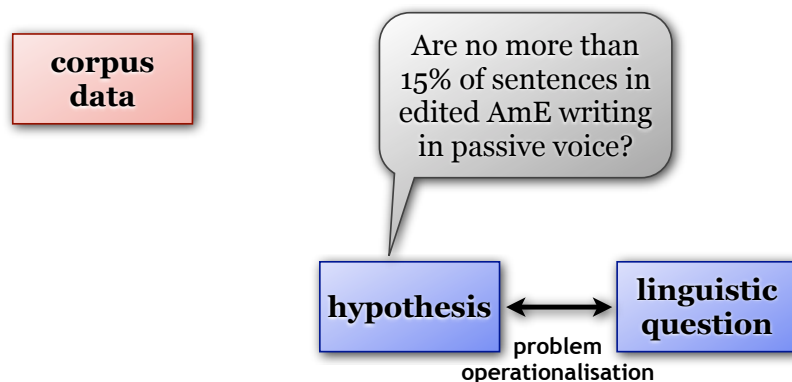 corpus
data
Are no more than
15% of sentences in
edited AmE writing
in passive voice?
hypothesis
linguistic
question
problem
operationalisation